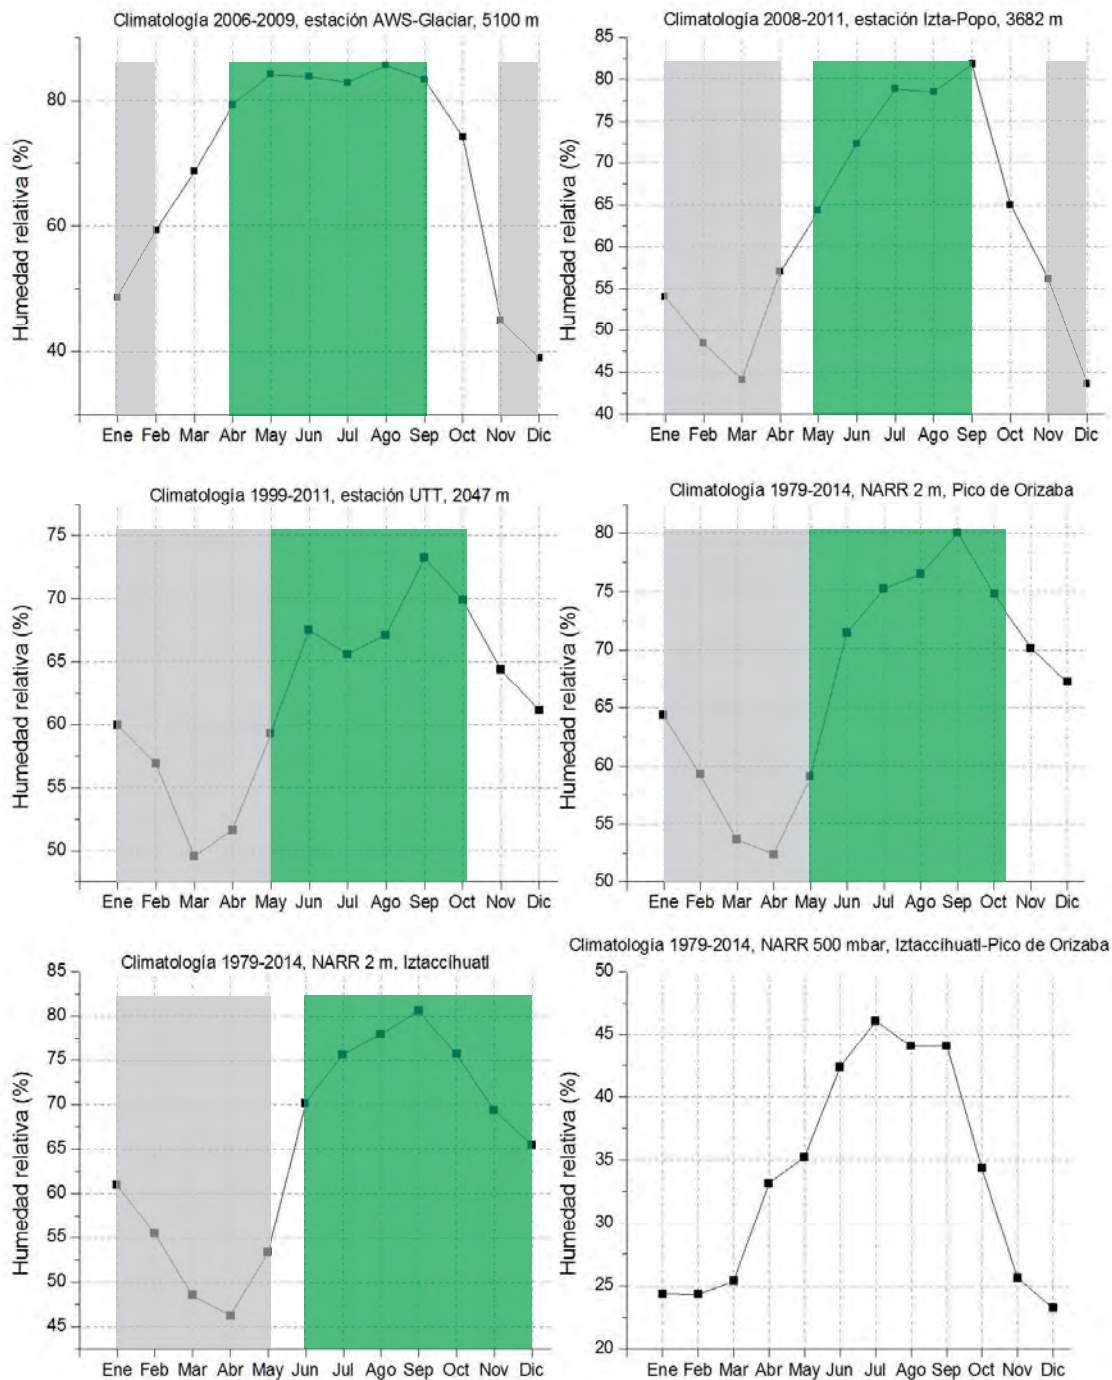 Climatología 2006-2009, estación AWS-Glaciar, 5100 m
Humedad relativa (%)
80
60
40
Ene Feb Mar Abr May Jun Jul Ago Sep Oct Nov Dic
Climatología 2008-2011, estación Izta-Popo, 3682 m
Humedad relativa (%)
85
80
75
70
65
60
55
50
45
40
Ene Feb Mar Abr May Jun Jul Ago Sep Oct Nov Dic
Climatología 1999-2011, estación UTT, 2047 m
Humedad relativa (%)
75
70
65
60
55
50
Ene Feb Mar Abr May Jun Jul Ago Sep Oct Nov Dic
Climatología 1979-2014, NARR 2 m, Pico de Orizaba
Humedad relativa (%)
80
75
70
65
60
55
50
Ene Feb Mar Abr May Jun Jul Ago Sep Oct Nov Dic
Climatología 1979-2014, NARR 2 m, Iztaccíhuatl
Humedad relativa (%)
85
80
75
70
65
60
55
50
45
Ene Feb Mar Abr May Jun Jul Ago Sep Oct Nov Dic
Climatología 1979-2014, NARR 500 mbar, Iztaccíhuatl-Pico de Orizaba
Humedad relativa (%)
50
45
40
35
30
25
20
Ene Feb Mar Abr May Jun Jul Ago Sep Oct Nov Dic